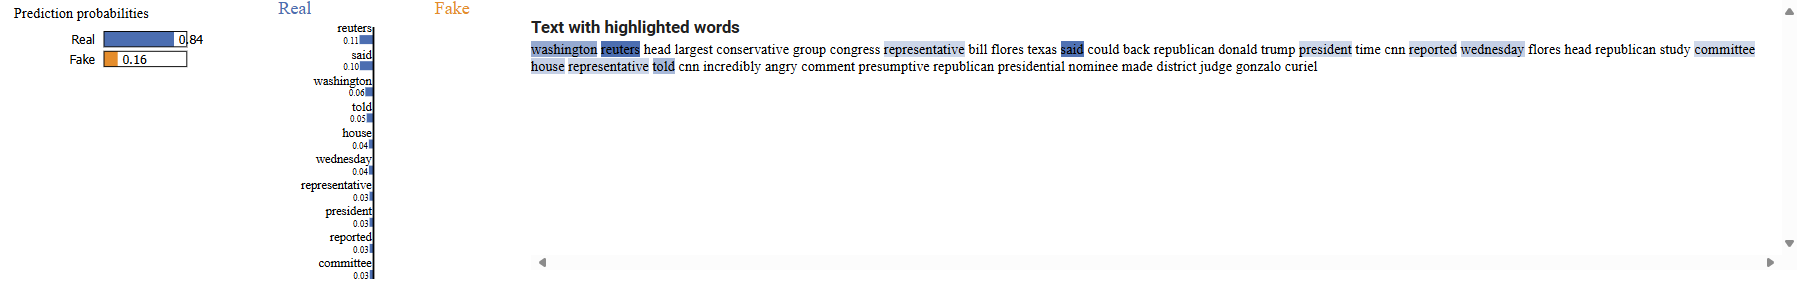 Prediction probabilities
Real 0.84
Fake 0.16
Real Fake
reuters
0.11
said
0.10
washington
0.06
told
0.05
house
0.04
wednesday
0.04
representative
0.03
president
0.03
reported
0.03
committee
0.03
Text with highlighted words
washington reuters head largest conservative group congress representative bill flores texas said could back republican donald trump president time cnn reported wednesday flores head republican study committee
house representative told cnn incredibly angry comment presumptive republican presidential nominee made district judge gonzalo curiel